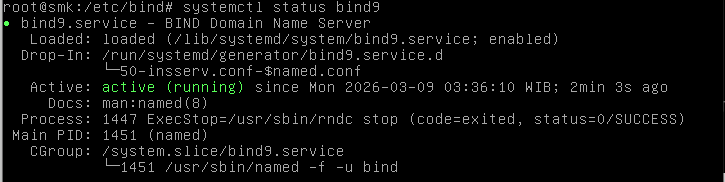 root@smk:/etc/bind# systemctl status bind9
● bind9.service - BIND Domain Name Server
   Loaded: loaded (/lib/systemd/system/bind9.service; enabled)
  Drop-In: /run/systemd/generator/bind9.service.d
           └─50-insserv.conf-$named.conf
   Active: active (running) since Mon 2026-03-09 03:36:10 WIB; 2min 3s ago
     Docs: man:named(8)
  Process: 1447 ExecStop=/usr/sbin/rndc stop (code=exited, status=0/SUCCESS)
 Main PID: 1451 (named)
   CGroup: /system.slice/bind9.service
           └─1451 /usr/sbin/named -f -u bind